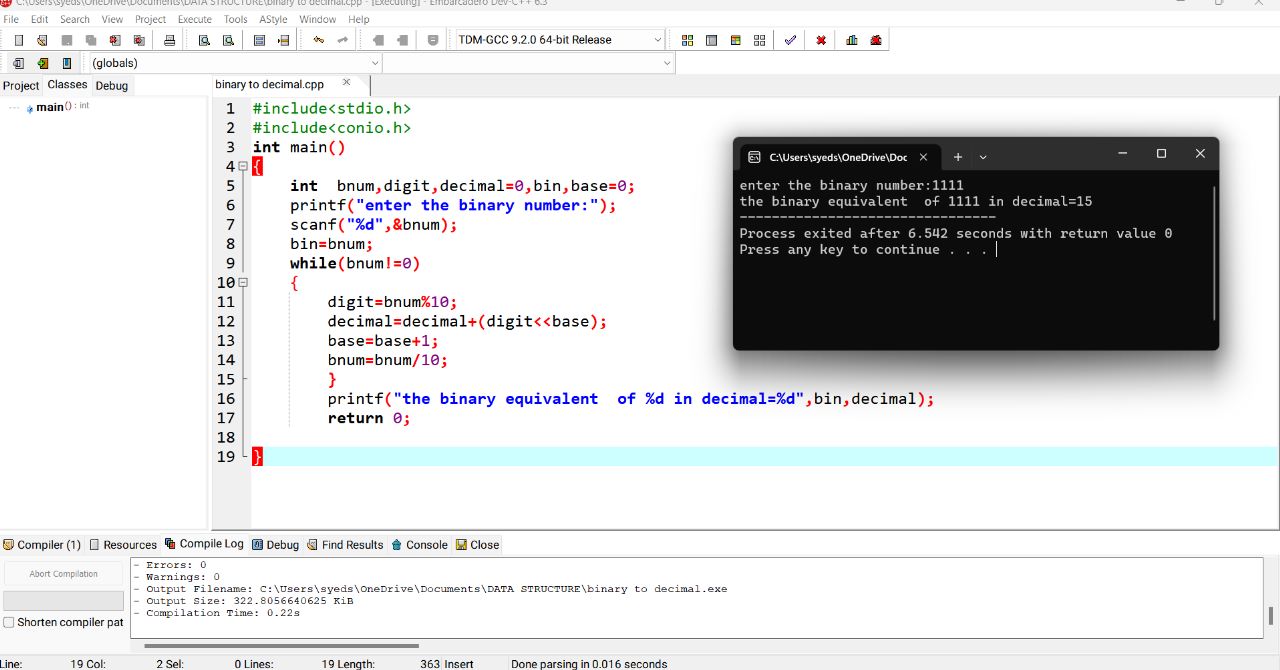 C:\Users\syeds\OneDrive\Documents\DATA STRUCTURE\binary to decimal.cpp - [Executing] - Embarcadero Dev-C++ 6.3
File Edit Search View Project Execute Tools AStyle Window Help
TDM-GCC 9.2.0 64-bit Release
(globals)
Project Classes Debug
binary to decimal.cpp
main() : int
1 #include<stdio.h>
2 #include<conio.h>
3 int main()
4 {
5 int  bnum,digit,decimal=0,bin,base=0;
6 printf("enter the binary number:");
7 scanf("%d",&bnum);
8 bin=bnum;
9 while(bnum!=0)
10 {
11 digit=bnum%10;
12 decimal=decimal+(digit<<base);
13 base=base+1;
14 bnum=bnum/10;
15 }
16 printf("the binary equivalent  of %d in decimal=%d",bin,decimal);
17 return 0;
18
19 }
C:\Users\syeds\OneDrive\Doc
enter the binary number:1111
the binary equivalent  of 1111 in decimal=15
--------------------------------
Process exited after 6.542 seconds with return value 0
Press any key to continue . . .
Compiler (1) Resources Compile Log Debug Find Results Console Close
Abort Compilation
Shorten compiler pat
- Errors: 0
- Warnings: 0
- Output Filename: C:\Users\syeds\OneDrive\Documents\DATA STRUCTURE\binary to decimal.exe
- Output Size: 322.8056640625 KiB
- Compilation Time: 0.22s
Line: 19 Col: 2 Sel: 0 Lines: 19 Length: 363 Insert Done parsing in 0.016 seconds